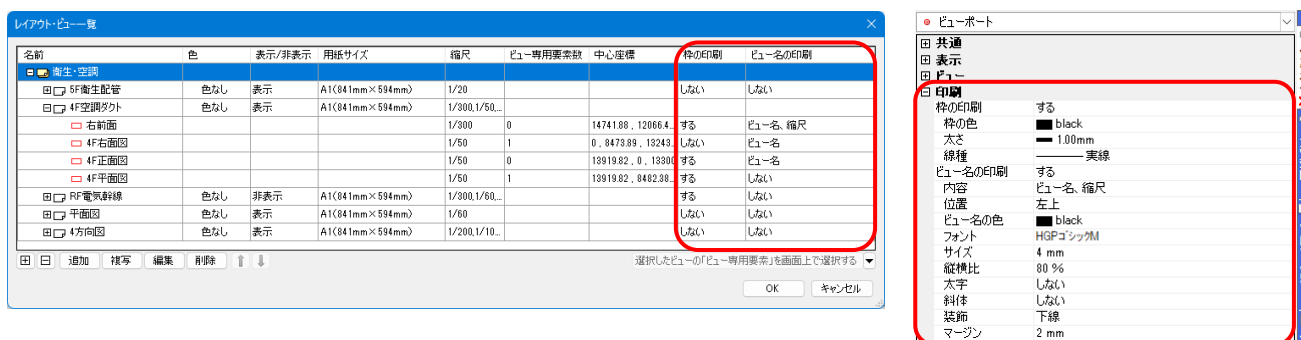 レイアウト・ビュー一覧
名前 色 表示/非表示 用紙サイズ 縮尺 ビュー専用要素数 中心座標 枠の印刷 ビュー名の印刷
衛生・空調
5F衛生配管 色なし 表示 A1(841mm×594mm) 1/20 しない しない
4F空調ダクト 色なし 表示 A1(841mm×594mm) 1/300,1/50,...
右前面 1/300 0 14741.88 , 12066.4... する ビュー名、縮尺
4F右面図 1/50 1 0 , 8473.89 , 13243... しない ビュー名
4F正面図 1/50 0 13919.82 , 0 , 13300 する ビュー名
4F平面図 1/50 1 13919.82 , 8482.38... する しない
RF電気幹線 色なし 非表示 A1(841mm×594mm) 1/300,1/60,... する しない
平面図 色なし 表示 A1(841mm×594mm) 1/60 しない しない
4方向図 色なし 表示 A1(841mm×594mm) 1/200,1/10... しない しない
追加 複写 編集 削除 選択したビューの「ビュー専用要素」を画面上で選択する
OK キャンセル
ビューポート
共通
表示
ビュー
印刷
枠の印刷 する
枠の色 black
太さ 1.00mm
線種 実線
ビュー名の印刷 する
内容 ビュー名、縮尺
位置 左上
ビュー名の色 black
フォント HGPゴシックM
サイズ 4 mm
縦横比 80 %
太字 しない
斜体 しない
装飾 下線
マージン 2 mm